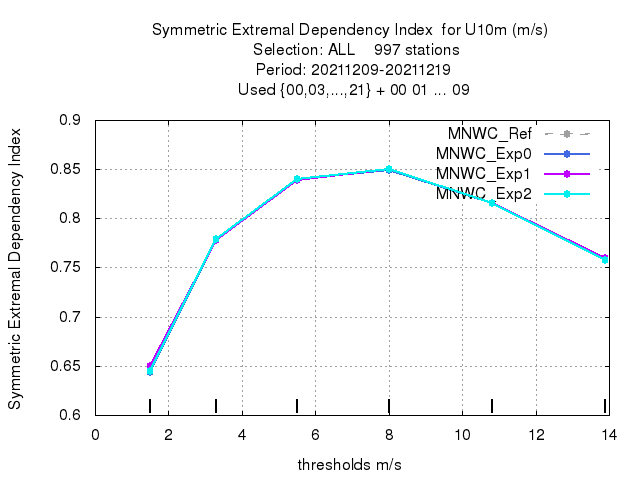 Symmetric Extremal Dependency Index  for U10m (m/s)
Selection: ALL    997 stations
Period: 20211209-20211219
Used {00,03,...,21} + 00 01 ... 09
Symmetric Extremal Dependency Index
0.9
0.85
0.8
0.75
0.7
0.65
0.6
MNWC_Ref
MNWC_Exp0
MNWC_Exp1
MNWC_Exp2
0 2 4 6 8 10 12 14
thresholds m/s